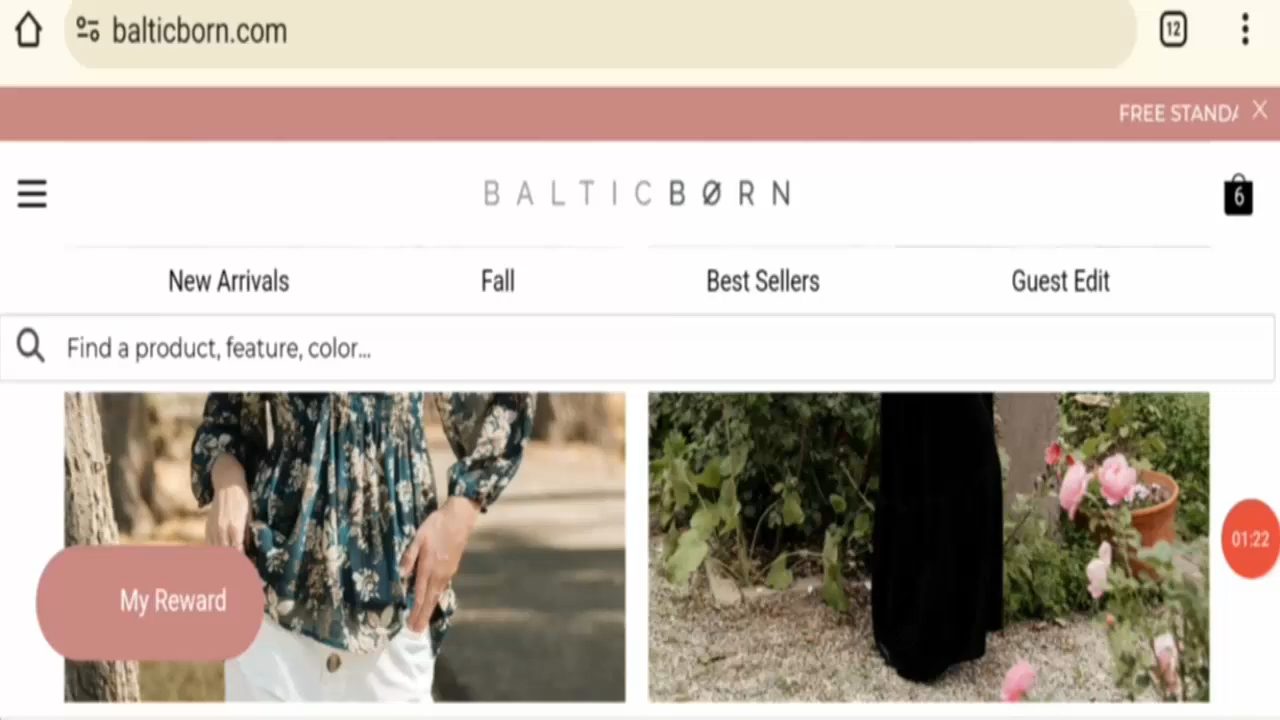 balticborn.com
12
FREE STANDA
BALTICBØRN
6
New Arrivals
Fall
Best Sellers
Guest Edit
Find a product, feature, color...
01:22
My Reward